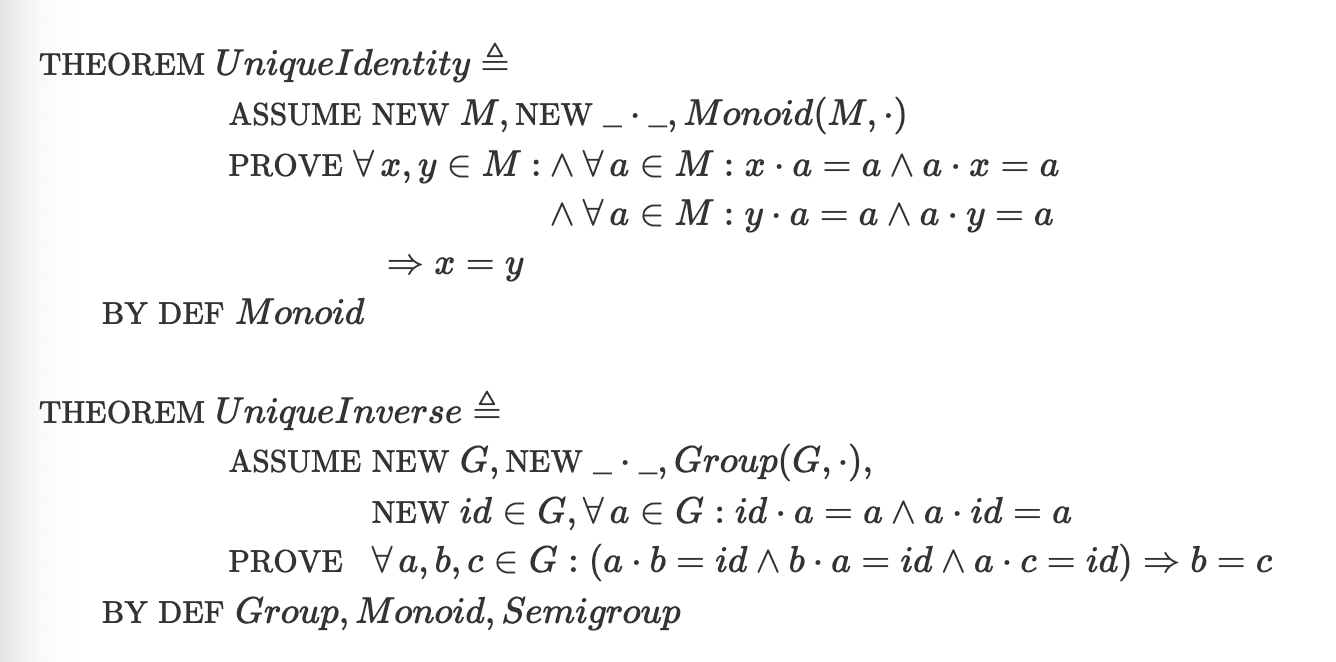 THEOREM UniqueIdentity ≜
ASSUME NEW M, NEW _ · _, Monoid(M, ·)
PROVE ∀ x, y ∈ M : ∧ ∀ a ∈ M : x · a = a ∧ a · x = a
∧ ∀ a ∈ M : y · a = a ∧ a · y = a
⇒ x = y
BY DEF Monoid
THEOREM UniqueInverse ≜
ASSUME NEW G, NEW _ · _, Group(G, ·),
NEW id ∈ G, ∀ a ∈ G : id · a = a ∧ a · id = a
PROVE ∀ a, b, c ∈ G : (a · b = id ∧ b · a = id ∧ a · c = id) ⇒ b = c
BY DEF Group, Monoid, Semigroup